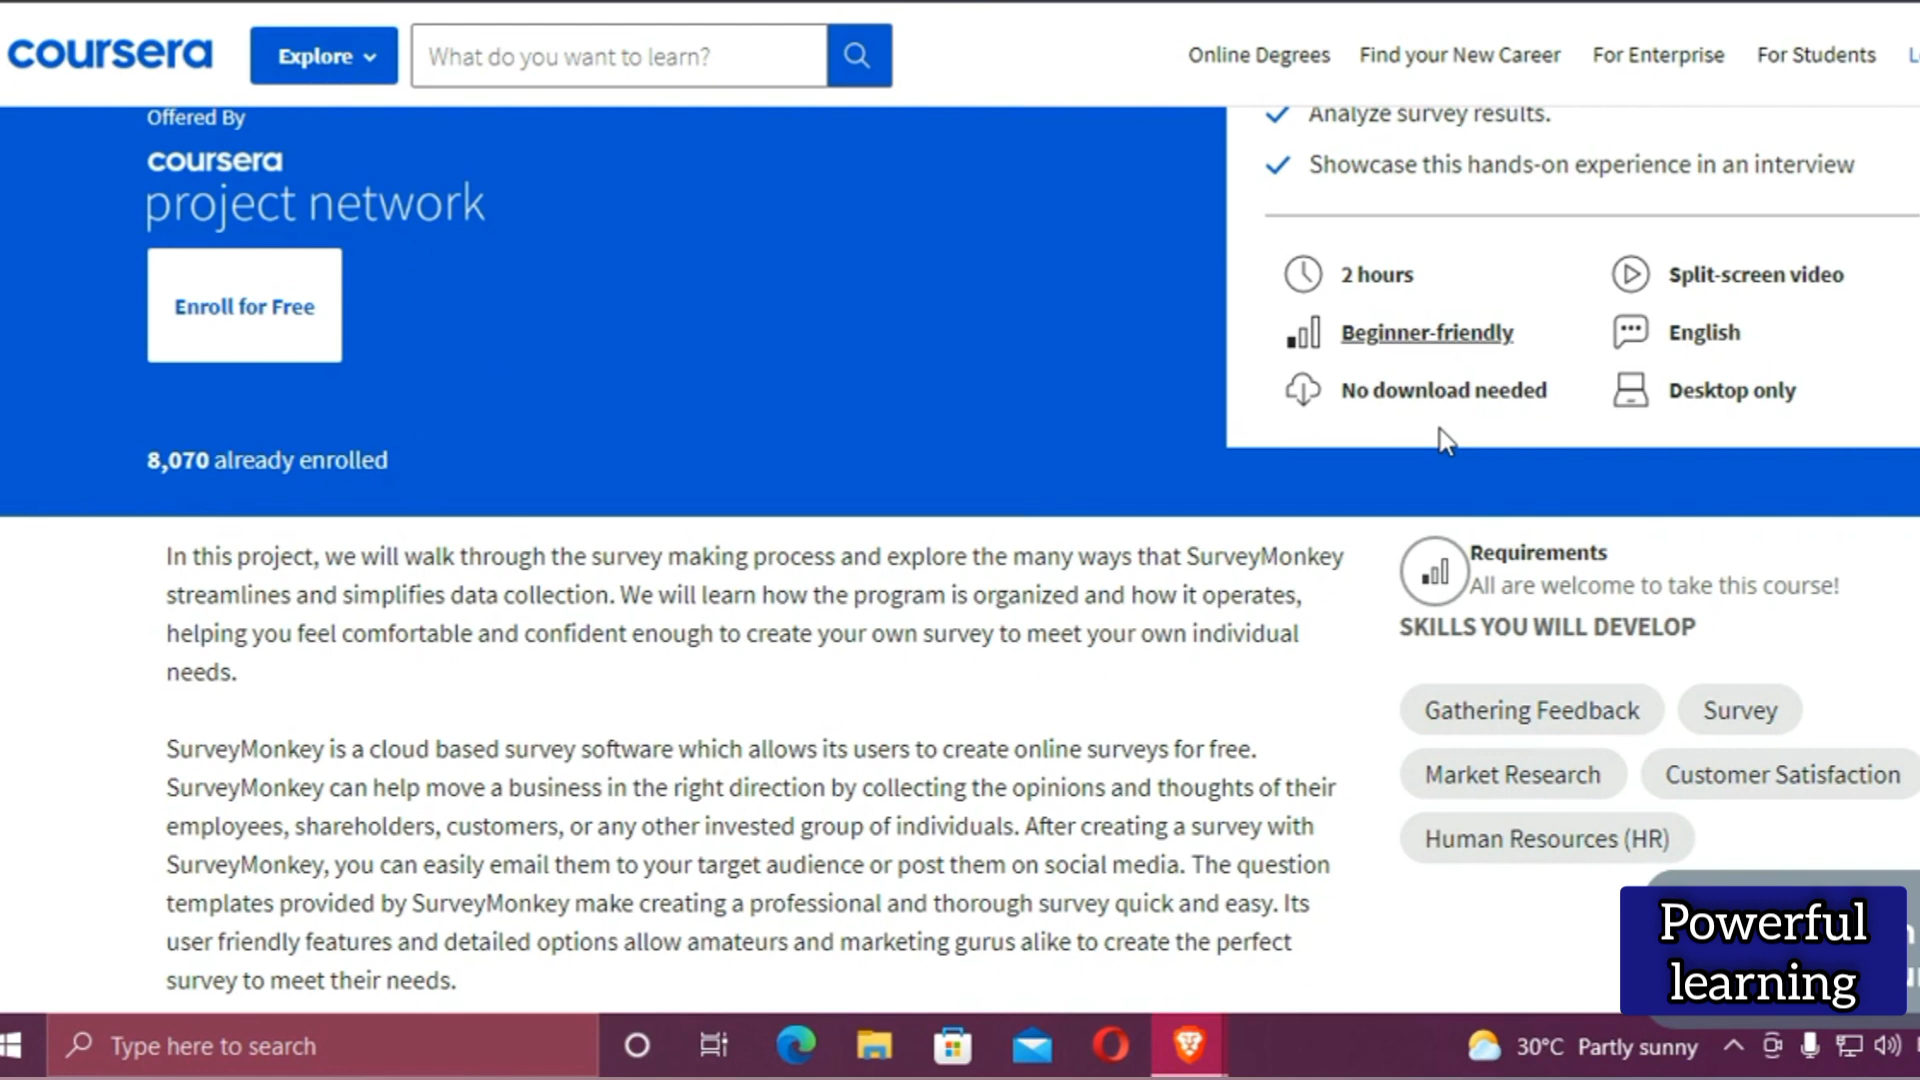 coursera
Explore
What do you want to learn?
Online Degrees
Find your New Career
For Enterprise
For Students
Offered By
coursera
project network
Enroll for Free
8,070 already enrolled
Analyze survey results.
Showcase this hands-on experience in an interview
2 hours
Split-screen video
Beginner-friendly
English
No download needed
Desktop only
In this project, we will walk through the survey making process and explore the many ways that SurveyMonkey
streamlines and simplifies data collection. We will learn how the program is organized and how it operates,
helping you feel comfortable and confident enough to create your own survey to meet your own individual
needs.
SurveyMonkey is a cloud based survey software which allows its users to create online surveys for free.
SurveyMonkey can help move a business in the right direction by collecting the opinions and thoughts of their
employees, shareholders, customers, or any other invested group of individuals. After creating a survey with
SurveyMonkey, you can easily email them to your target audience or post them on social media. The question
templates provided by SurveyMonkey make creating a professional and thorough survey quick and easy. Its
user friendly features and detailed options allow amateurs and marketing gurus alike to create the perfect
survey to meet their needs.
Requirements
All are welcome to take this course!
SKILLS YOU WILL DEVELOP
Gathering Feedback
Survey
Market Research
Customer Satisfaction
Human Resources (HR)
Powerful
learning
Type here to search
30°C Partly sunny